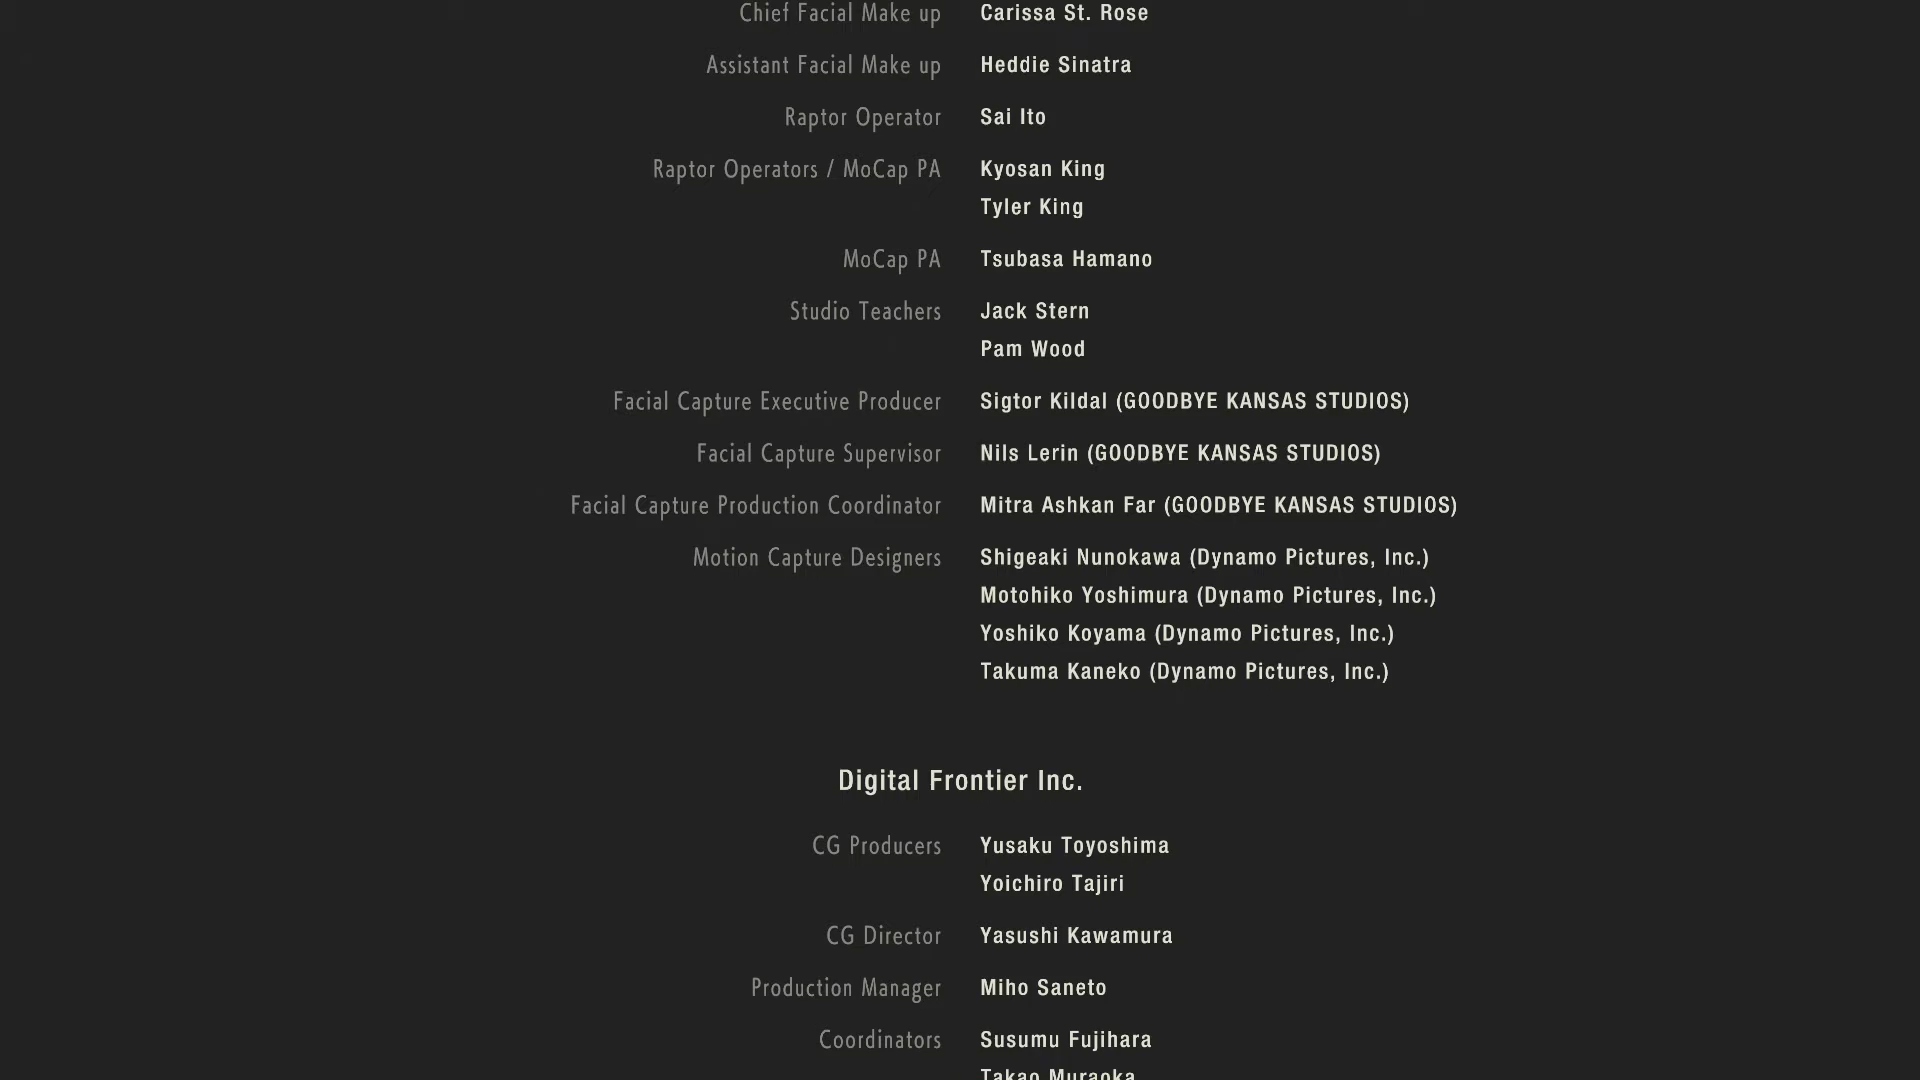 Chief Facial Make up Carissa St. Rose
Assistant Facial Make up Heddie Sinatra
Raptor Operator Sai Ito
Raptor Operators / MoCap PA Kyosan King
Tyler King
MoCap PA Tsubasa Hamano
Studio Teachers Jack Stern
Pam Wood
Facial Capture Executive Producer Sigtor Kildal (GOODBYE KANSAS STUDIOS)
Facial Capture Supervisor Nils Lerin (GOODBYE KANSAS STUDIOS)
Facial Capture Production Coordinator Mitra Ashkan Far (GOODBYE KANSAS STUDIOS)
Motion Capture Designers Shigeaki Nunokawa (Dynamo Pictures, Inc.)
Motohiko Yoshimura (Dynamo Pictures, Inc.)
Yoshiko Koyama (Dynamo Pictures, Inc.)
Takuma Kaneko (Dynamo Pictures, Inc.)
Digital Frontier Inc.
CG Producers Yusaku Toyoshima
Yoichiro Tajiri
CG Director Yasushi Kawamura
Production Manager Miho Saneto
Coordinators Susumu Fujihara
Takao Muraoka